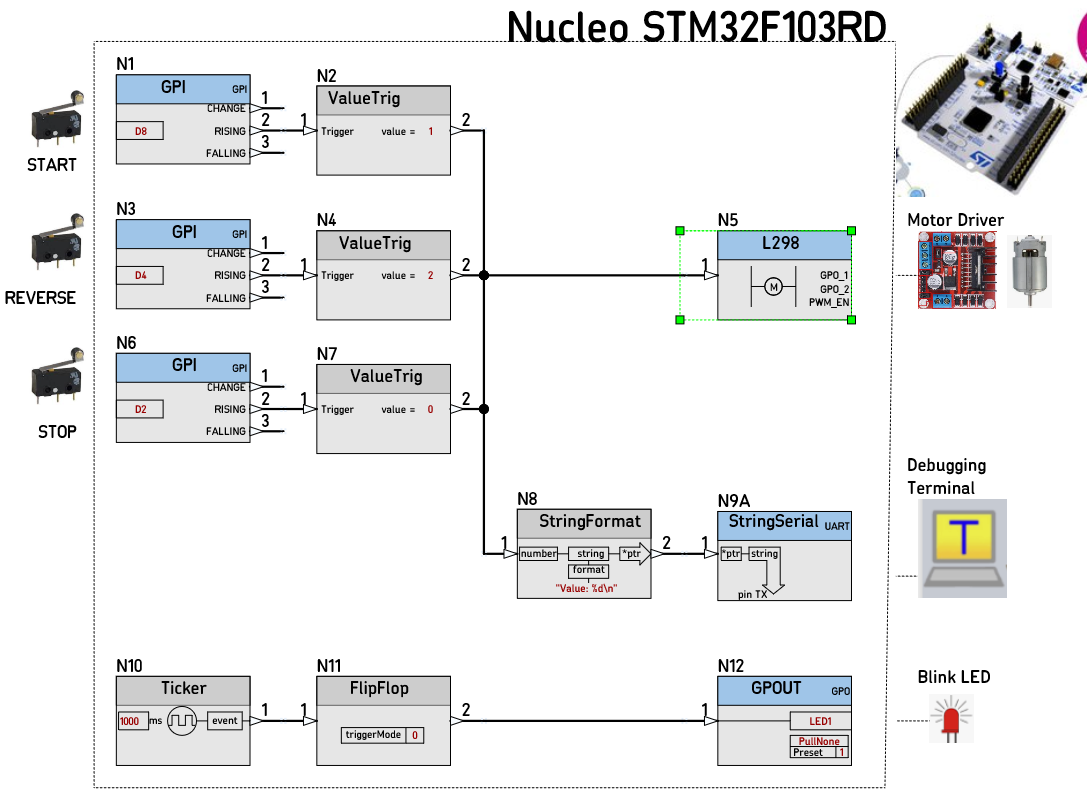 Nucleo STM32F103RD
N1
GPI GPI
1
CHANGE
D8
2
RISING
3
FALLING
START
N2
ValueTrig
1
Trigger value = 1
2
N3
GPI GPI
1
CHANGE
D4
2
RISING
3
FALLING
REVERSE
N4
ValueTrig
1
Trigger value = 2
2
N5
L298
1
M
GPO_1
GPO_2
PWM_EN
Motor Driver
N6
GPI GPI
1
CHANGE
D2
2
RISING
3
FALLING
STOP
N7
ValueTrig
1
Trigger value = 0
2
N8
StringFormat
1
number string *ptr
2
format
"Value: %d\n"
N9A
StringSerial UART
1
*ptr string
pin TX
Debugging
Terminal
T
N10
Ticker
1000 ms event
1
N11
FlipFlop
1
2
triggerMode 0
N12
GPOUT GPO
1
LED1
PullNone
Preset 1
Blink LED
ST